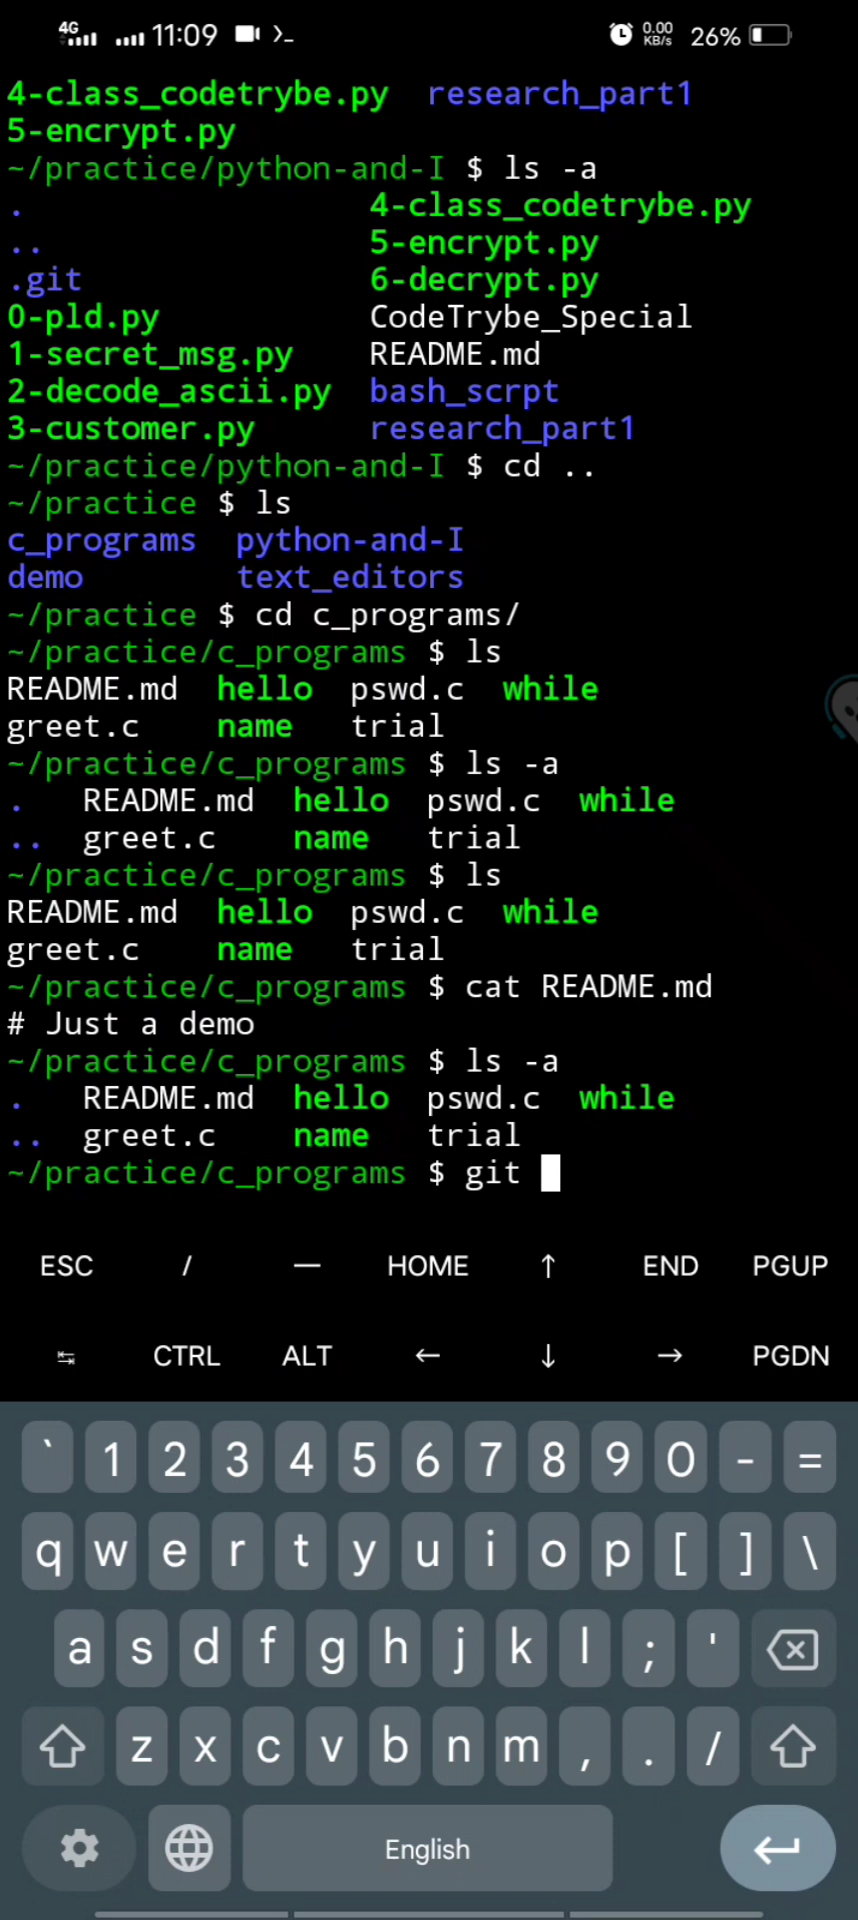 4G 11:09 0.00 KB/s 26%
4-class_codetrybe.py research_part1
5-encrypt.py
~/practice/python-and-I $ ls -a
. 4-class_codetrybe.py
.. 5-encrypt.py
.git 6-decrypt.py
0-pld.py CodeTrybe_Special
1-secret_msg.py README.md
2-decode_ascii.py bash_scrpt
3-customer.py research_part1
~/practice/python-and-I $ cd ..
~/practice $ ls
c_programs python-and-I
demo text_editors
~/practice $ cd c_programs/
~/practice/c_programs $ ls
README.md hello pswd.c while
greet.c name trial
~/practice/c_programs $ ls -a
. README.md hello pswd.c while
.. greet.c name trial
~/practice/c_programs $ ls
README.md hello pswd.c while
greet.c name trial
~/practice/c_programs $ cat README.md
# Just a demo
~/practice/c_programs $ ls -a
. README.md hello pswd.c while
.. greet.c name trial
~/practice/c_programs $ git
ESC / — HOME ↑ END PGUP
↹ CTRL ALT ← ↓ → PGDN
` 1 2 3 4 5 6 7 8 9 0 - =
q w e r t y u i o p [ ] \
a s d f g h j k l ; '
z x c v b n m , . /
English